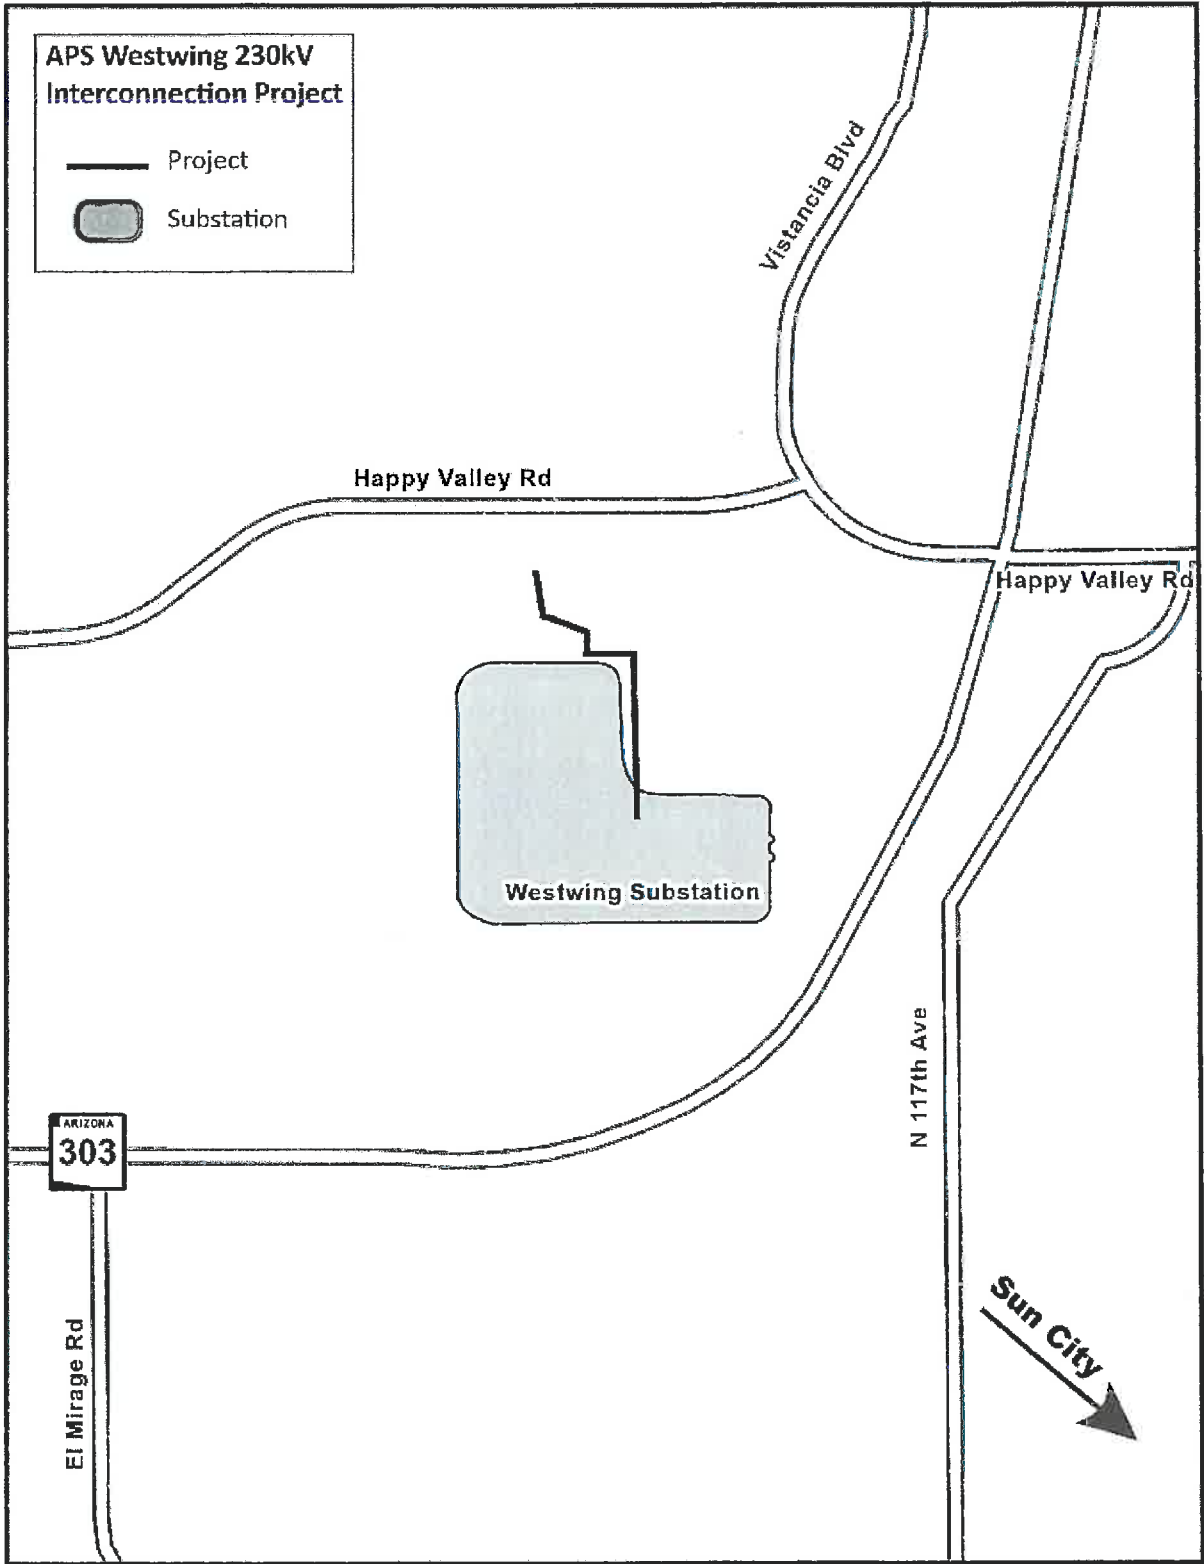 APS Westwing 230kV
Interconnection Project
Project
Substation
Vistancia Blvd
Happy Valley Rd
Happy Valley Rd
Westwing Substation
N 117th Ave
ARIZONA
303
Sun City
El Mirage Rd